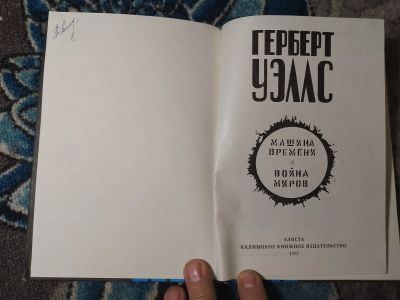 ГЕРБЕРТ
УЭЛЛС
МАШИНА
ВРЕМЕНИ
ВОЙНА
МИРОВ
ЭЛИСТА
КАЛМЫЦКОЕ КНИЖНОЕ ИЗДАТЕЛЬСТВО